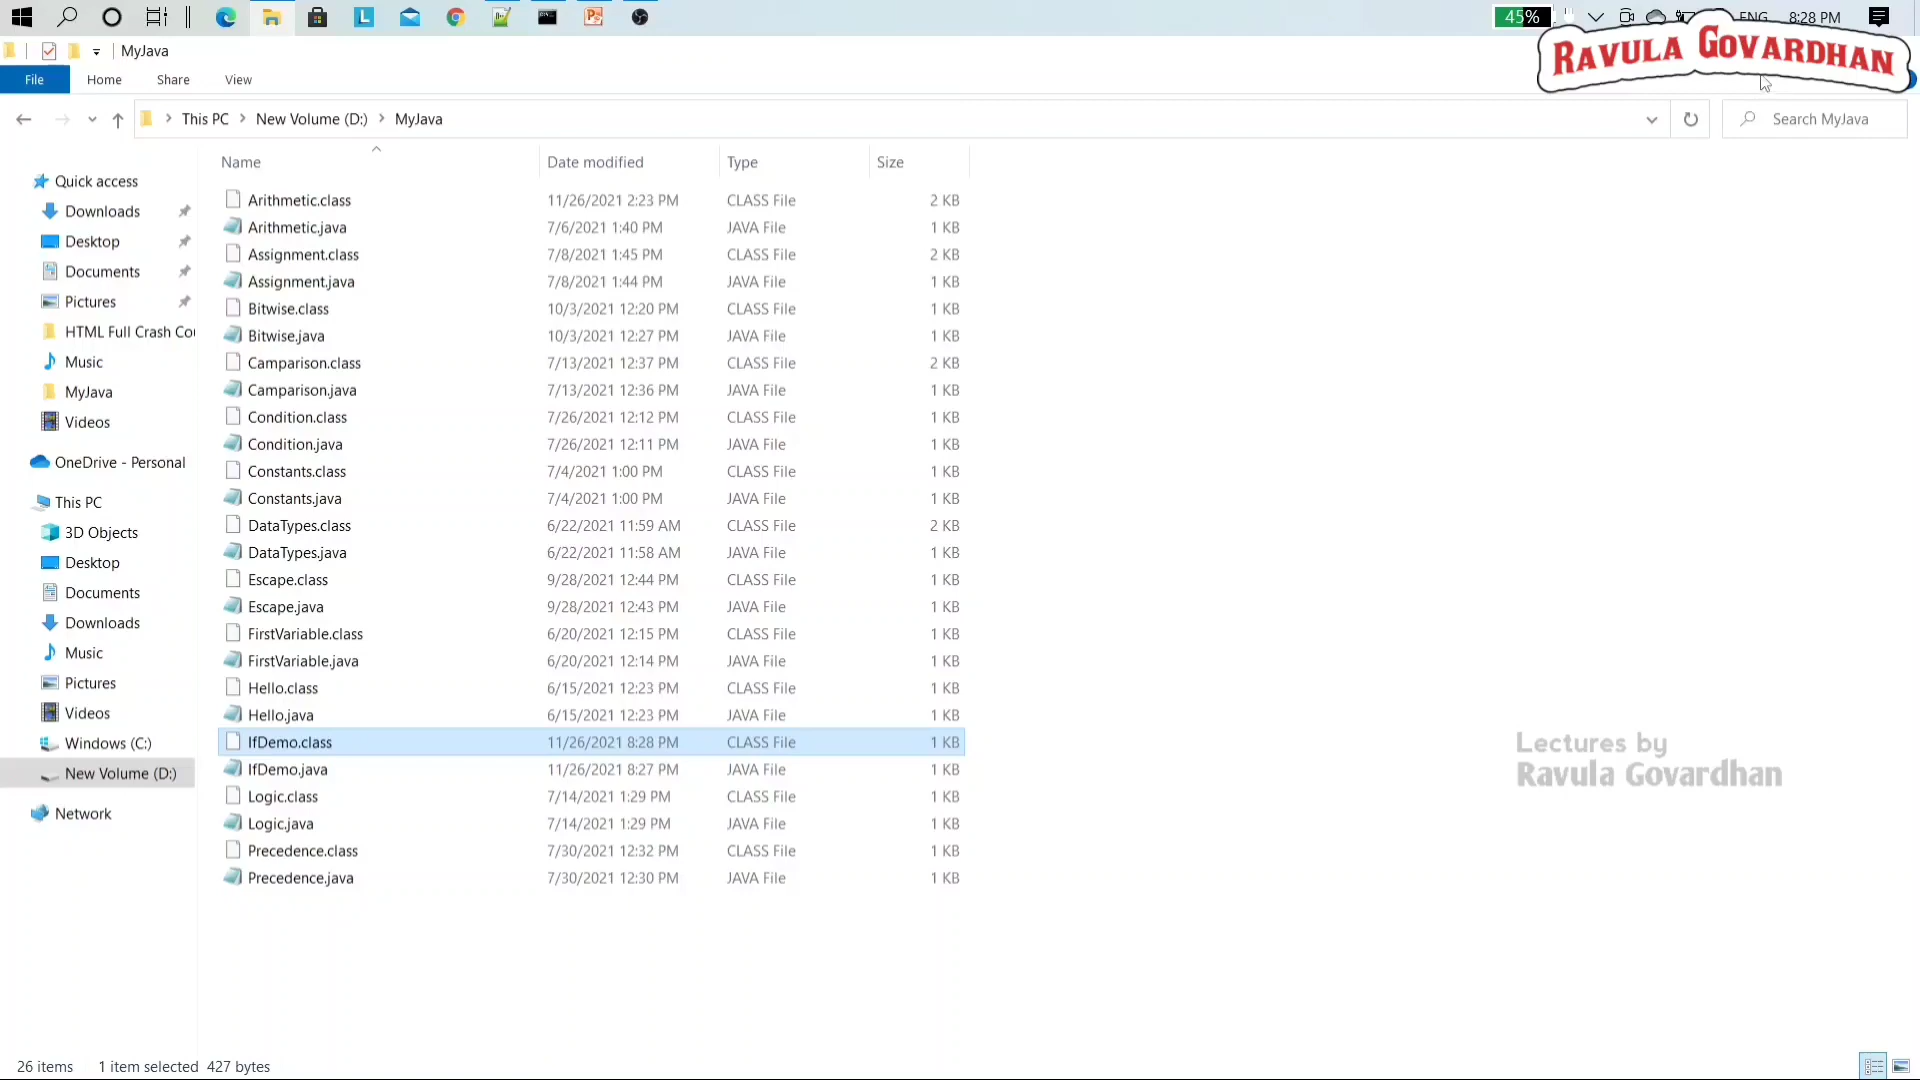 45% ENG 8:28 PM
RAVULA GOVARDHAN
MyJava
File Home Share View
This PC New Volume (D:) MyJava Search MyJava
Name Date modified Type Size
Quick access
Downloads
Desktop
Documents
Pictures
HTML Full Crash Cou
Music
MyJava
Videos
OneDrive - Personal
This PC
3D Objects
Desktop
Documents
Downloads
Music
Pictures
Videos
Windows (C:)
New Volume (D:)
Network
Arithmetic.class 11/26/2021 2:23 PM CLASS File 2 KB
Arithmetic.java 7/6/2021 1:40 PM JAVA File 1 KB
Assignment.class 7/8/2021 1:45 PM CLASS File 2 KB
Assignment.java 7/8/2021 1:44 PM JAVA File 1 KB
Bitwise.class 10/3/2021 12:20 PM CLASS File 1 KB
Bitwise.java 10/3/2021 12:27 PM JAVA File 1 KB
Camparison.class 7/13/2021 12:37 PM CLASS File 2 KB
Camparison.java 7/13/2021 12:36 PM JAVA File 1 KB
Condition.class 7/26/2021 12:12 PM CLASS File 1 KB
Condition.java 7/26/2021 12:11 PM JAVA File 1 KB
Constants.class 7/4/2021 1:00 PM CLASS File 1 KB
Constants.java 7/4/2021 1:00 PM JAVA File 1 KB
DataTypes.class 6/22/2021 11:59 AM CLASS File 2 KB
DataTypes.java 6/22/2021 11:58 AM JAVA File 1 KB
Escape.class 9/28/2021 12:44 PM CLASS File 1 KB
Escape.java 9/28/2021 12:43 PM JAVA File 1 KB
FirstVariable.class 6/20/2021 12:15 PM CLASS File 1 KB
FirstVariable.java 6/20/2021 12:14 PM JAVA File 1 KB
Hello.class 6/15/2021 12:23 PM CLASS File 1 KB
Hello.java 6/15/2021 12:23 PM JAVA File 1 KB
IfDemo.class 11/26/2021 8:28 PM CLASS File 1 KB
IfDemo.java 11/26/2021 8:27 PM JAVA File 1 KB
Logic.class 7/14/2021 1:29 PM CLASS File 1 KB
Logic.java 7/14/2021 1:29 PM JAVA File 1 KB
Precedence.class 7/30/2021 12:32 PM CLASS File 1 KB
Precedence.java 7/30/2021 12:30 PM JAVA File 1 KB
Lectures by
Ravula Govardhan
26 items 1 item selected 427 bytes